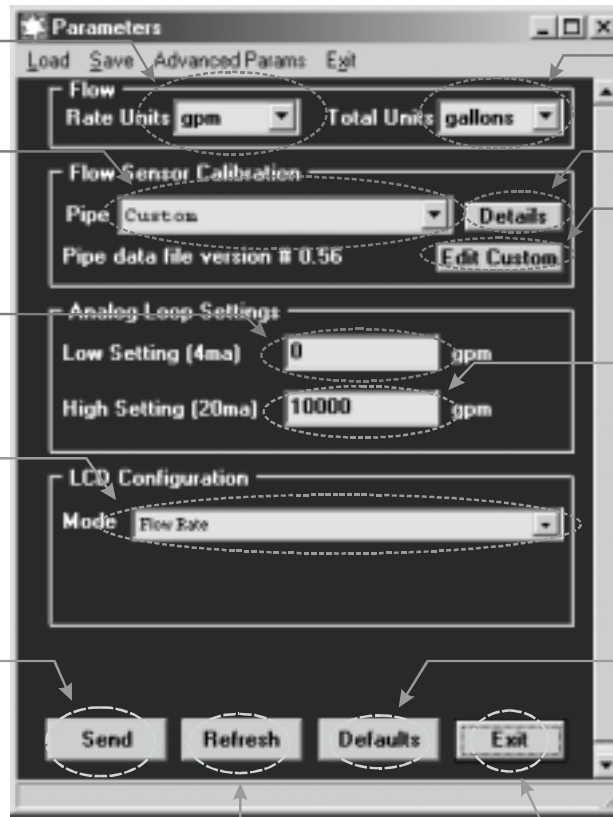 Parameters
Load Save Advanced Params Exit
Flow
Rate Units gpm Total Units gallons
Flow Sensor Calibration
Pipe Custom Details
Pipe data file version # 0.56 Edit Custom
Analog Loop Settings
Low Setting (4ma) 0 gpm
High Setting (20ma) 10000 gpm
LCD Configuration
Mode Flow Rate
Send Refresh Defaults Exit